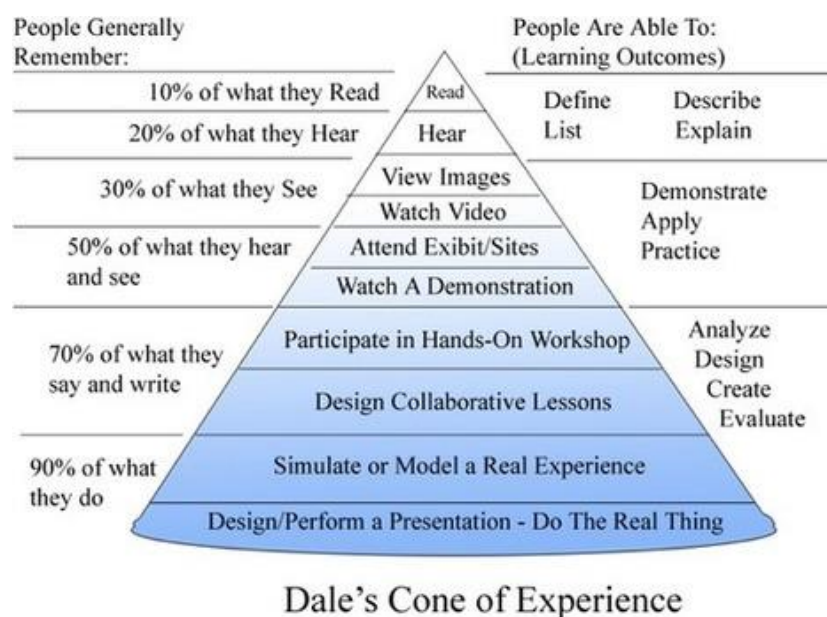 People Generally
Remember:
People Are Able To:
(Learning Outcomes)
10% of what they Read
Read
Define
Describe
List
Explain
20% of what they Hear
Hear
30% of what they See
View Images
Watch Video
Demonstrate
Apply
Practice
50% of what they hear
and see
Attend Exibit/Sites
Watch A Demonstration
70% of what they
say and write
Participate in Hands-On Workshop
Design Collaborative Lessons
Analyze
Design
Create
Evaluate
90% of what
they do
Simulate or Model a Real Experience
Design/Perform a Presentation - Do The Real Thing
Dale's Cone of Experience